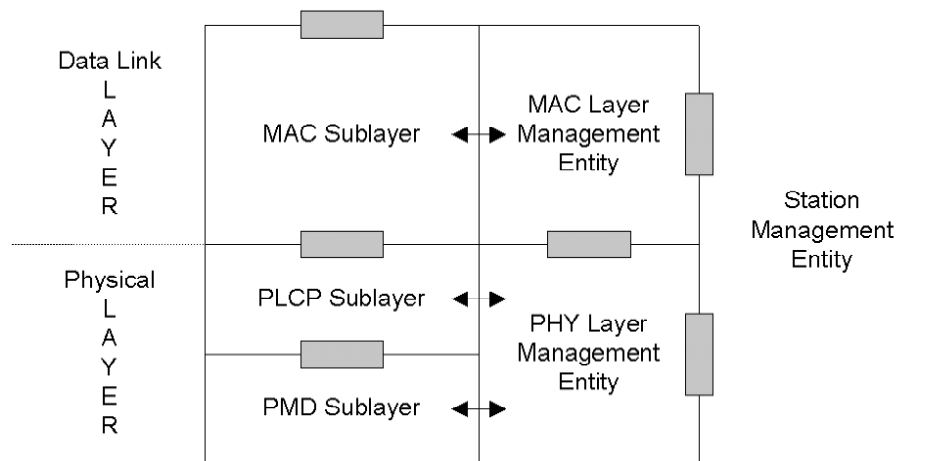 Data Link
L
A
Y
E
R
MAC Sublayer
MAC Layer
Management
Entity
Station
Management
Entity
Physical
L
A
Y
E
R
PLCP Sublayer
PHY Layer
Management
Entity
PMD Sublayer